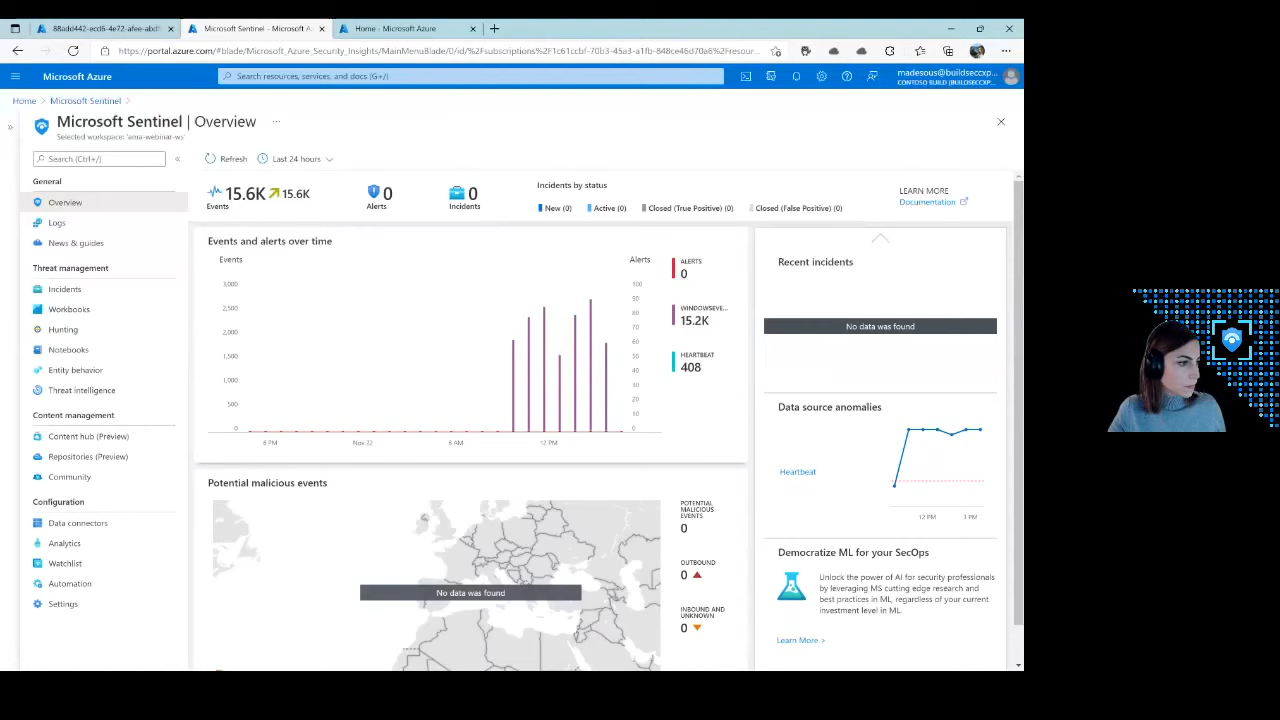 88add442-ecd6-4e72-afee-abd
Microsoft Sentinel - Microsoft A
Home - Microsoft Azure
https://portal.azure.com/#blade/Microsoft_Azure_Security_Insights/MainMenuBlade/0/id/%2Fsubscriptions%2F1c61ccbf-70b3-45a3-a1fb-848ce46d70a6%2Fresour...
Microsoft Azure
Search resources, services, and docs (G+/)
madesous@buildseccxp...
CONTOSO BUILD (BUILDSECCXP...
Home > Microsoft Sentinel >
Microsoft Sentinel | Overview ...
Selected workspace: 'ama-webinar-ws'
Search (Ctrl+/)
«
Refresh
Last 24 hours
General
Overview
Logs
News & guides
Threat management
Incidents
Workbooks
Hunting
Notebooks
Entity behavior
Threat intelligence
Content management
Content hub (Preview)
Repositories (Preview)
Community
Configuration
Data connectors
Analytics
Watchlist
Automation
Settings
15.6K 15.6K
Events
0
Alerts
0
Incidents
Incidents by status
New (0) Active (0) Closed (True Positive) (0) Closed (False Positive) (0)
LEARN MORE
Documentation
Events and alerts over time
Events
Alerts
3,000
2,500
2,000
1,500
1,000
500
0
100
90
80
70
60
50
40
30
20
10
0
6 PM
Nov 22
6 AM
12 PM
ALERTS
0
WINDOWSEVE...
15.2K
HEARTBEAT
408
Potential malicious events
No data was found
POTENTIAL
MALICIOUS
EVENTS
0
OUTBOUND
0
INBOUND AND
UNKNOWN
0
Recent incidents
No data was found
Data source anomalies
Heartbeat
12 PM
3 PM
Democratize ML for your SecOps
Unlock the power of AI for security professionals
by leveraging MS cutting edge research and
best practices in ML, regardless of your current
investment level in ML.
Learn More >